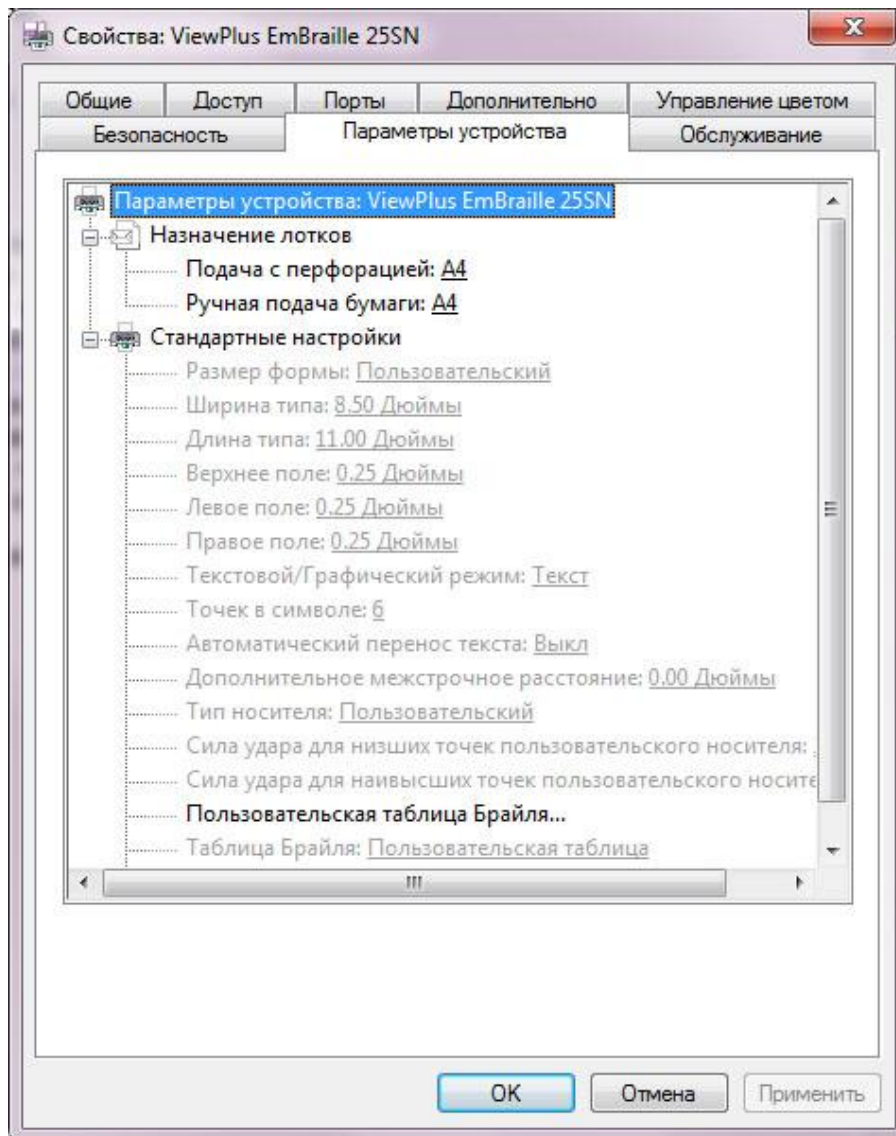 Свойства: ViewPlus EmBraille 25SN
Общие Доступ Порты Дополнительно Управление цветом
Безопасность Параметры устройства Обслуживание
Параметры устройства: ViewPlus EmBraille 25SN
Назначение лотков
Подача с перфорацией: A4
Ручная подача бумаги: A4
Стандартные настройки
Размер формы: Пользовательский
Ширина типа: 8.50 Дюймы
Длина типа: 11.00 Дюймы
Верхнее поле: 0.25 Дюймы
Левое поле: 0.25 Дюймы
Правое поле: 0.25 Дюймы
Текстовой/Графический режим: Текст
Точек в символе: 6
Автоматический перенос текста: Выкл
Дополнительное межстрочное расстояние: 0.00 Дюймы
Тип носителя: Пользовательский
Сила удара для низших точек пользовательского носителя:
Сила удара для наивысших точек пользовательского носите
Пользовательская таблица Брайля...
Таблица Брайля: Пользовательская таблица
OK Отмена Применить